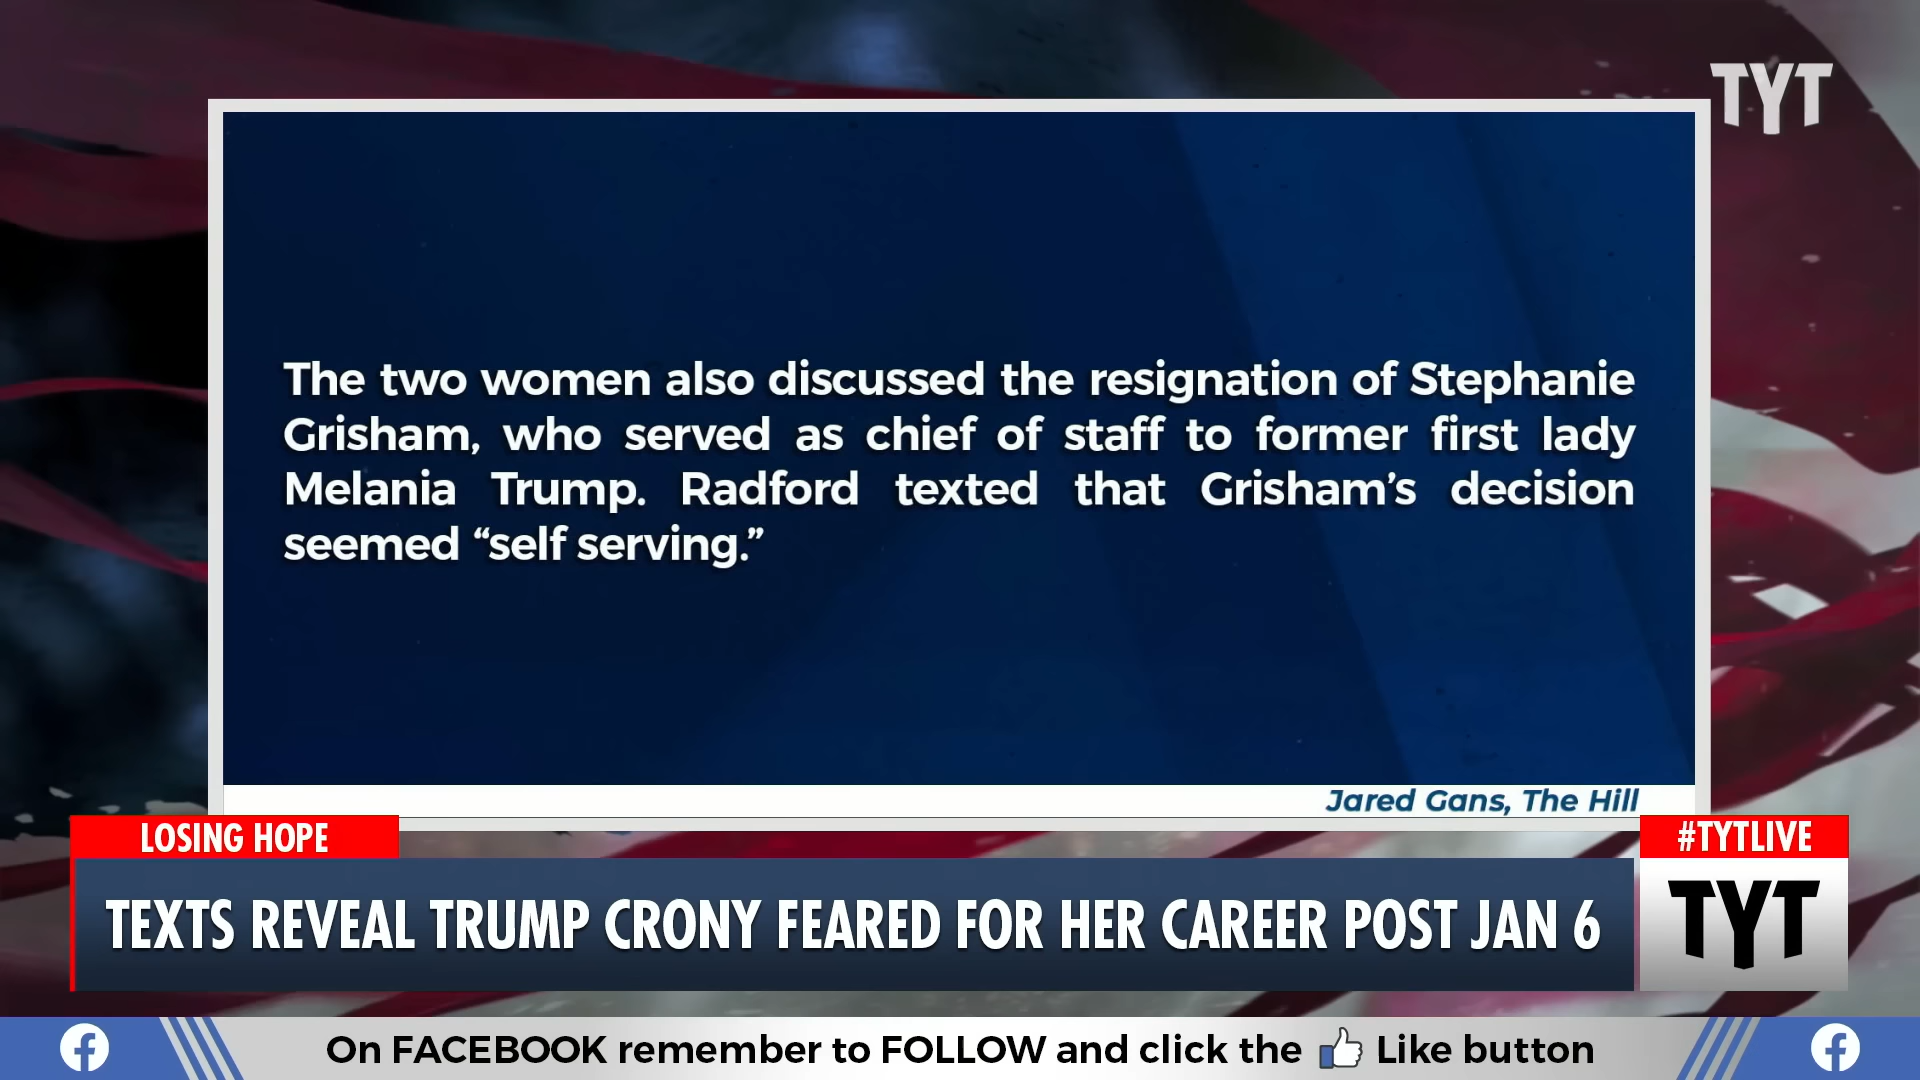 TYT
The two women also discussed the resignation of Stephanie
Grisham, who served as chief of staff to former first lady
Melania Trump. Radford texted that Grisham’s decision
seemed “self serving.”
Jared Gans, The Hill
LOSING HOPE
#TYTLIVE
TEXTS REVEAL TRUMP CRONY FEARED FOR HER CAREER POST JAN 6
TYT
On FACEBOOK remember to FOLLOW and click the Like button